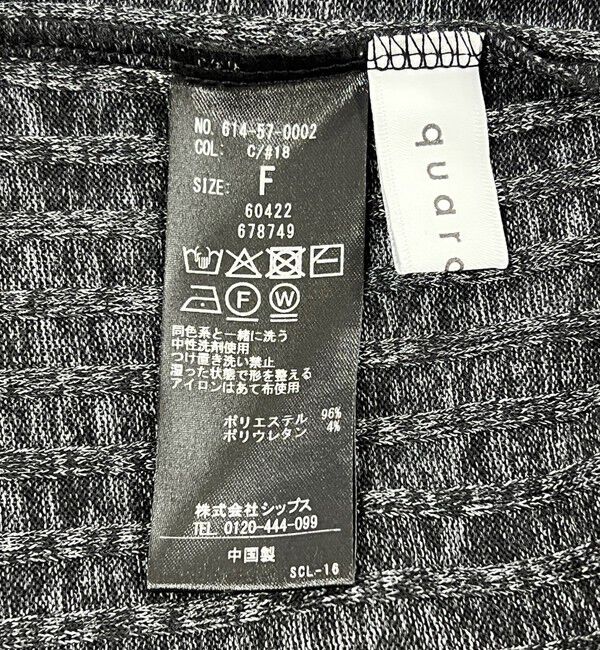 NO. 614-57-0002
COL: C/#18
SIZE: F
60422
678749
F W
同色系と一緒に洗う
中性洗剤使用
つけ置き洗い禁止
湿った状態で形を整える
アイロンはあて布使用
ポリエステル 96%
ポリウレタン 4%
株式会社シップス
TEL 0120-444-099
中国製
SCL-16
quar